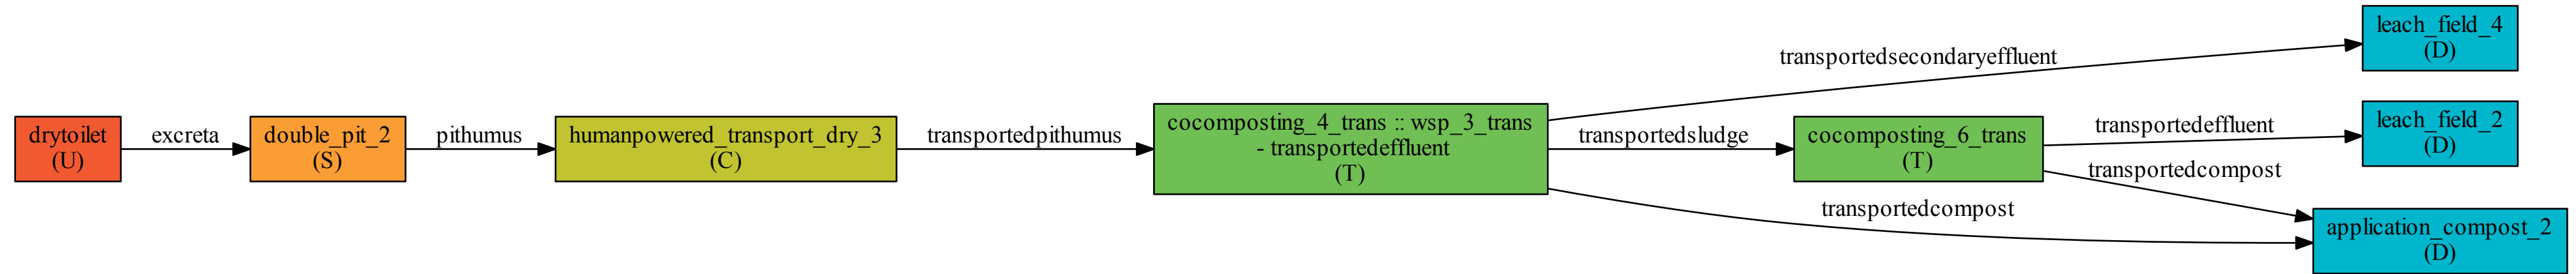 drytoilet
(U)
excreta
double_pit_2
(S)
pithumus
humanpowered_transport_dry_3
(C)
transportedpithumus
cocomposting_4_trans :: wsp_3_trans
- transportedeffluent
(T)
transportedsecondaryeffluent
transportedsludge
transportedcompost
cocomposting_6_trans
(T)
transportedeffluent
transportedcompost
leach_field_4
(D)
leach_field_2
(D)
application_compost_2
(D)